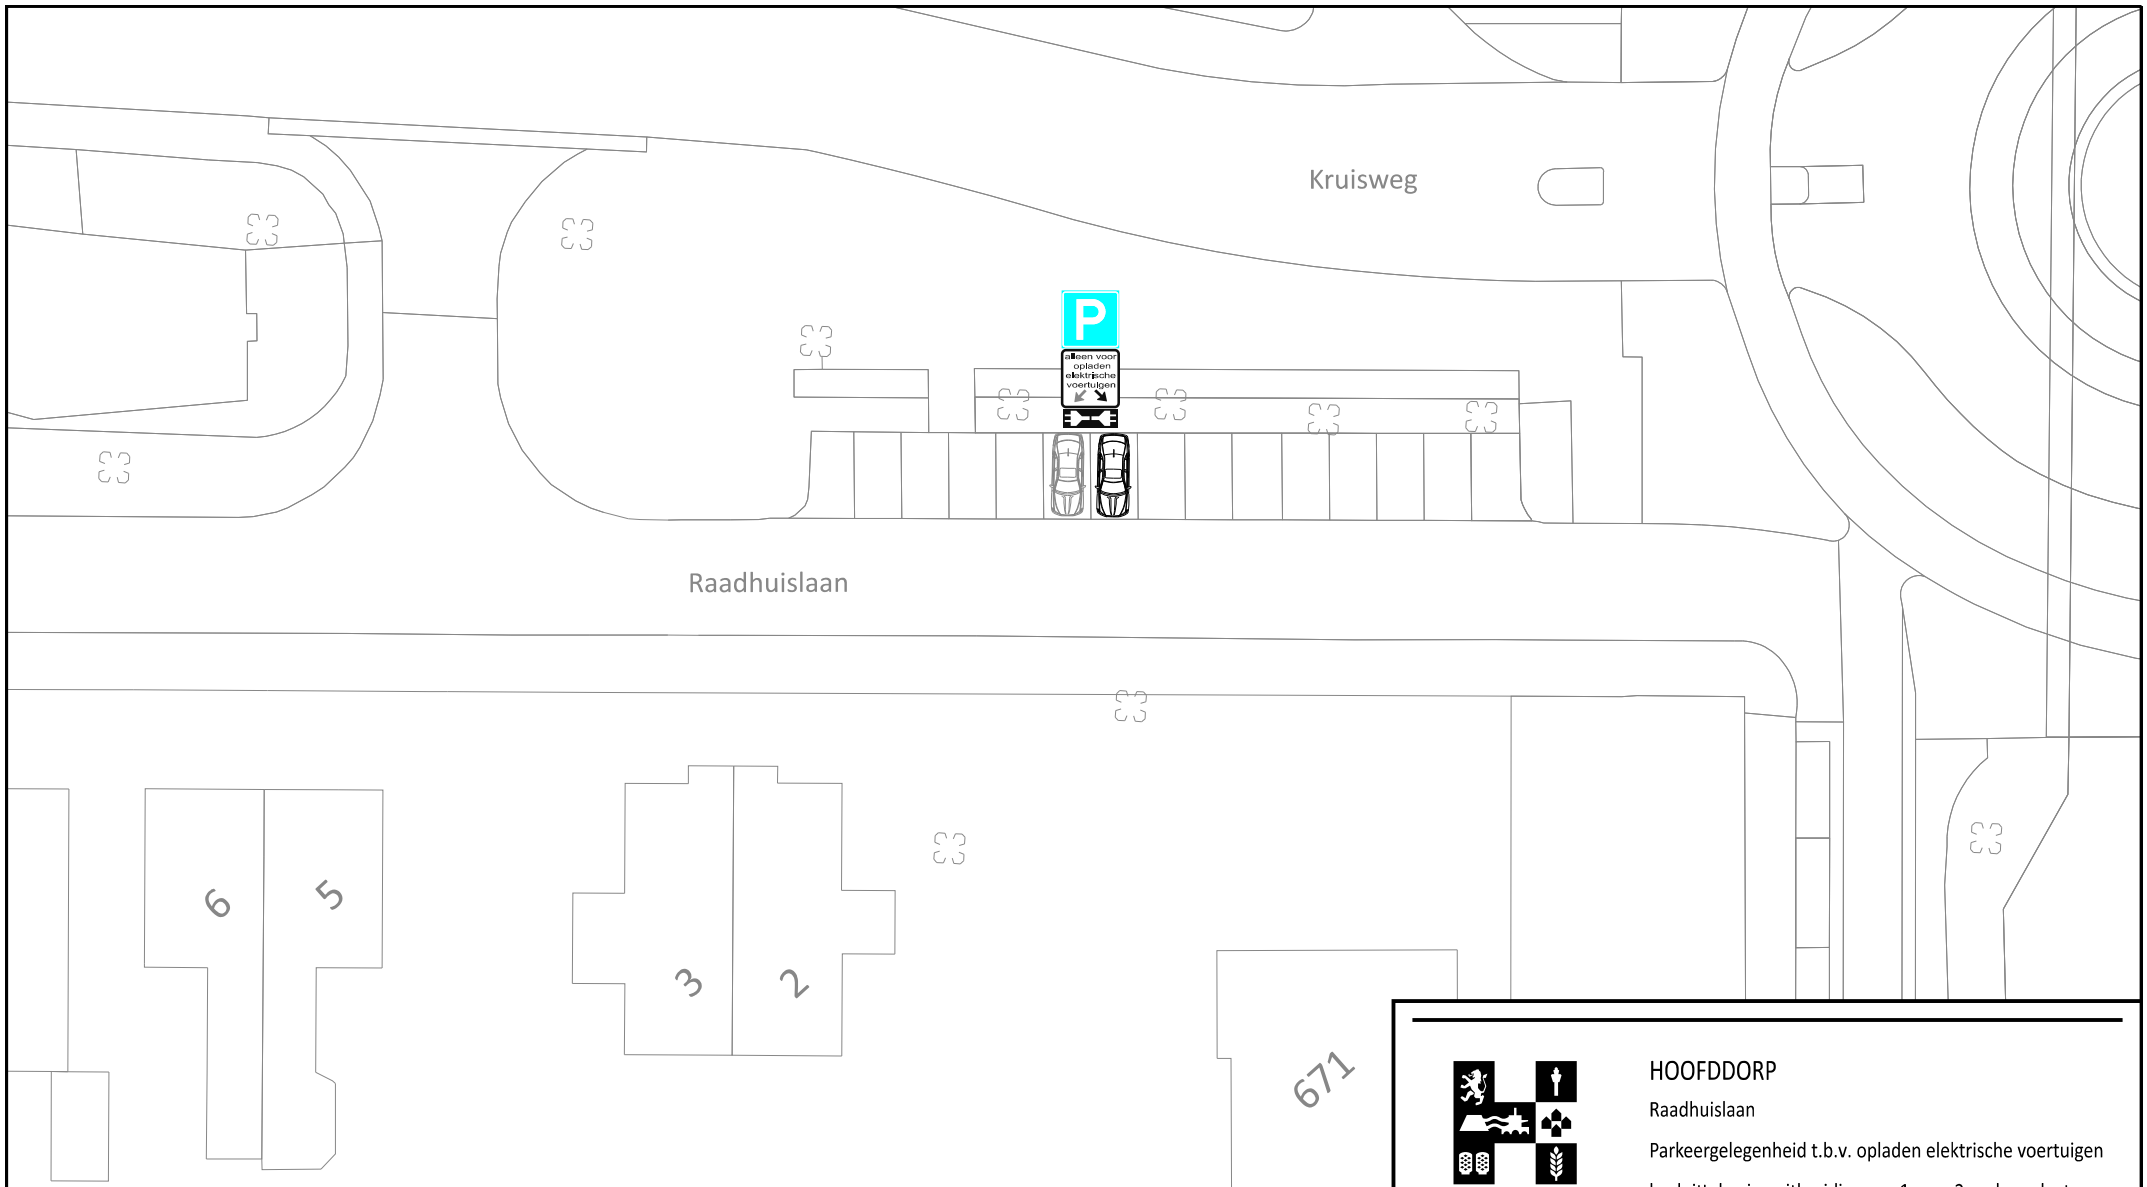 Kruisweg
P
alleen voor
opladen
elektrische
voertuigen
Raadhuislaan
6
5
3
2
671
HOOFDDORP
Raadhuislaan
Parkeergelegenheid t.b.v. opladen elektrische voertuigen